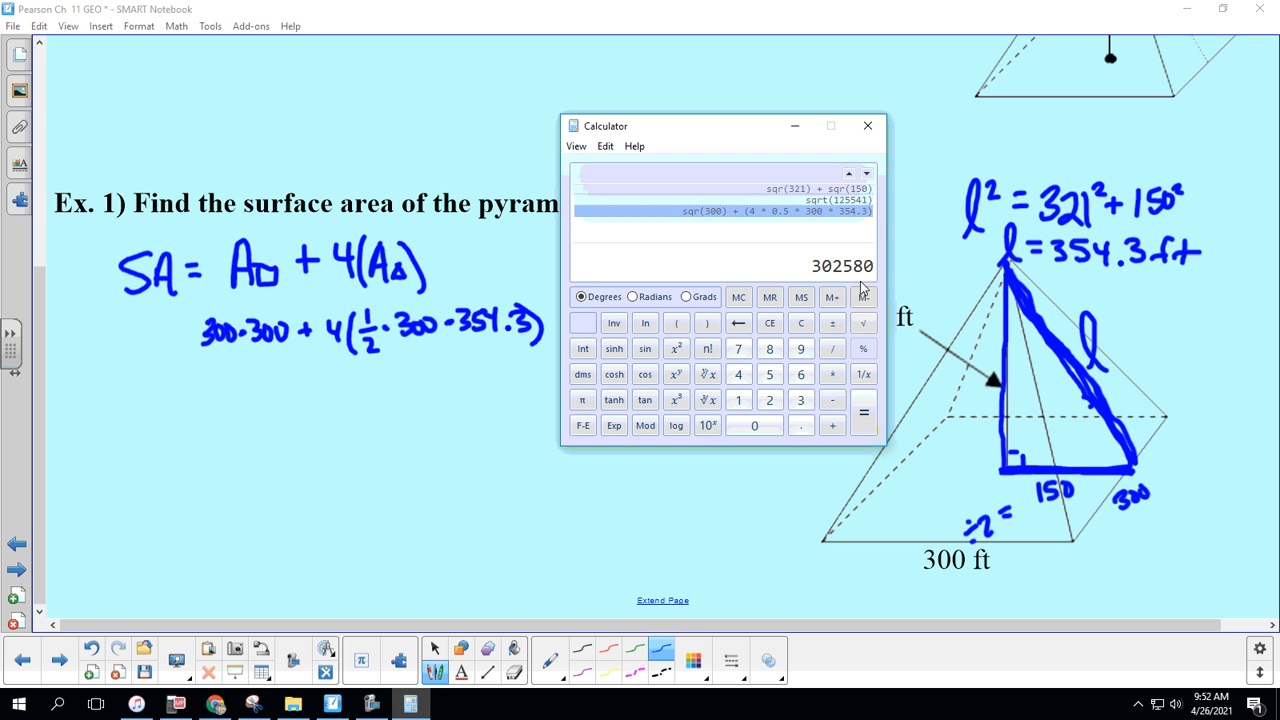 Pearson Ch 11 GEO * - SMART Notebook
File Edit View Insert Format Math Tools Add-ons Help
Calculator
View Edit Help
sqr(321) + sqr(150)
sqrt(125541)
sqr(300) + (4 * 0.5 * 300 * 354.3)
302580
Degrees Radians Grads MC MR MS M+ M-
Inv ln ( ) ← CE C ± √
Int sinh sin x² n! 7 8 9 / %
dms cosh cos xʸ ʸ√x 4 5 6 * 1/x
π tanh tan x³ ³√x 1 2 3 - =
F-E Exp Mod log 10ˣ 0 . +
Ex. 1) Find the surface area of the pyram
SA = A□ + 4(A△)
300·300 + 4(1/2·300·354.3)
l² = 321² + 150²
l = 354.3 ft
ft
l
150
300
÷2 =
300 ft
Extend Page
9:52 AM
4/26/2021